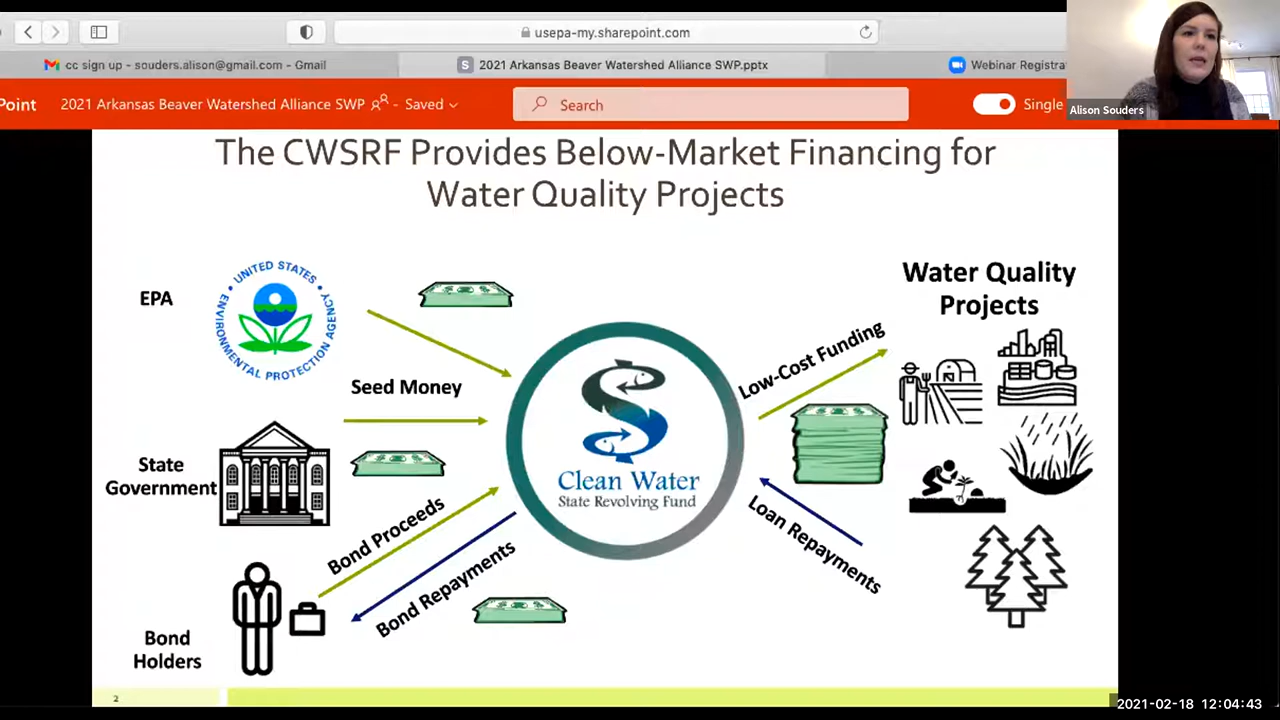 usepa-my.sharepoint.com
cc sign up - souders.alison@gmail.com - Gmail
S 2021 Arkansas Beaver Watershed Alliance SWP.pptx
Webinar Registra
Alison Souders
Point 2021 Arkansas Beaver Watershed Alliance SWP - Saved
Search
Single
The CWSRF Provides Below-Market Financing for
Water Quality Projects
EPA
UNITED STATES
ENVIRONMENTAL PROTECTION AGENCY
Seed Money
State
Government
Bond Proceeds
Bond Repayments
Bond
Holders
Clean Water
State Revolving Fund
Low-Cost Funding
Loan Repayments
Water Quality
Projects
2
2021-02-18 12:04:43